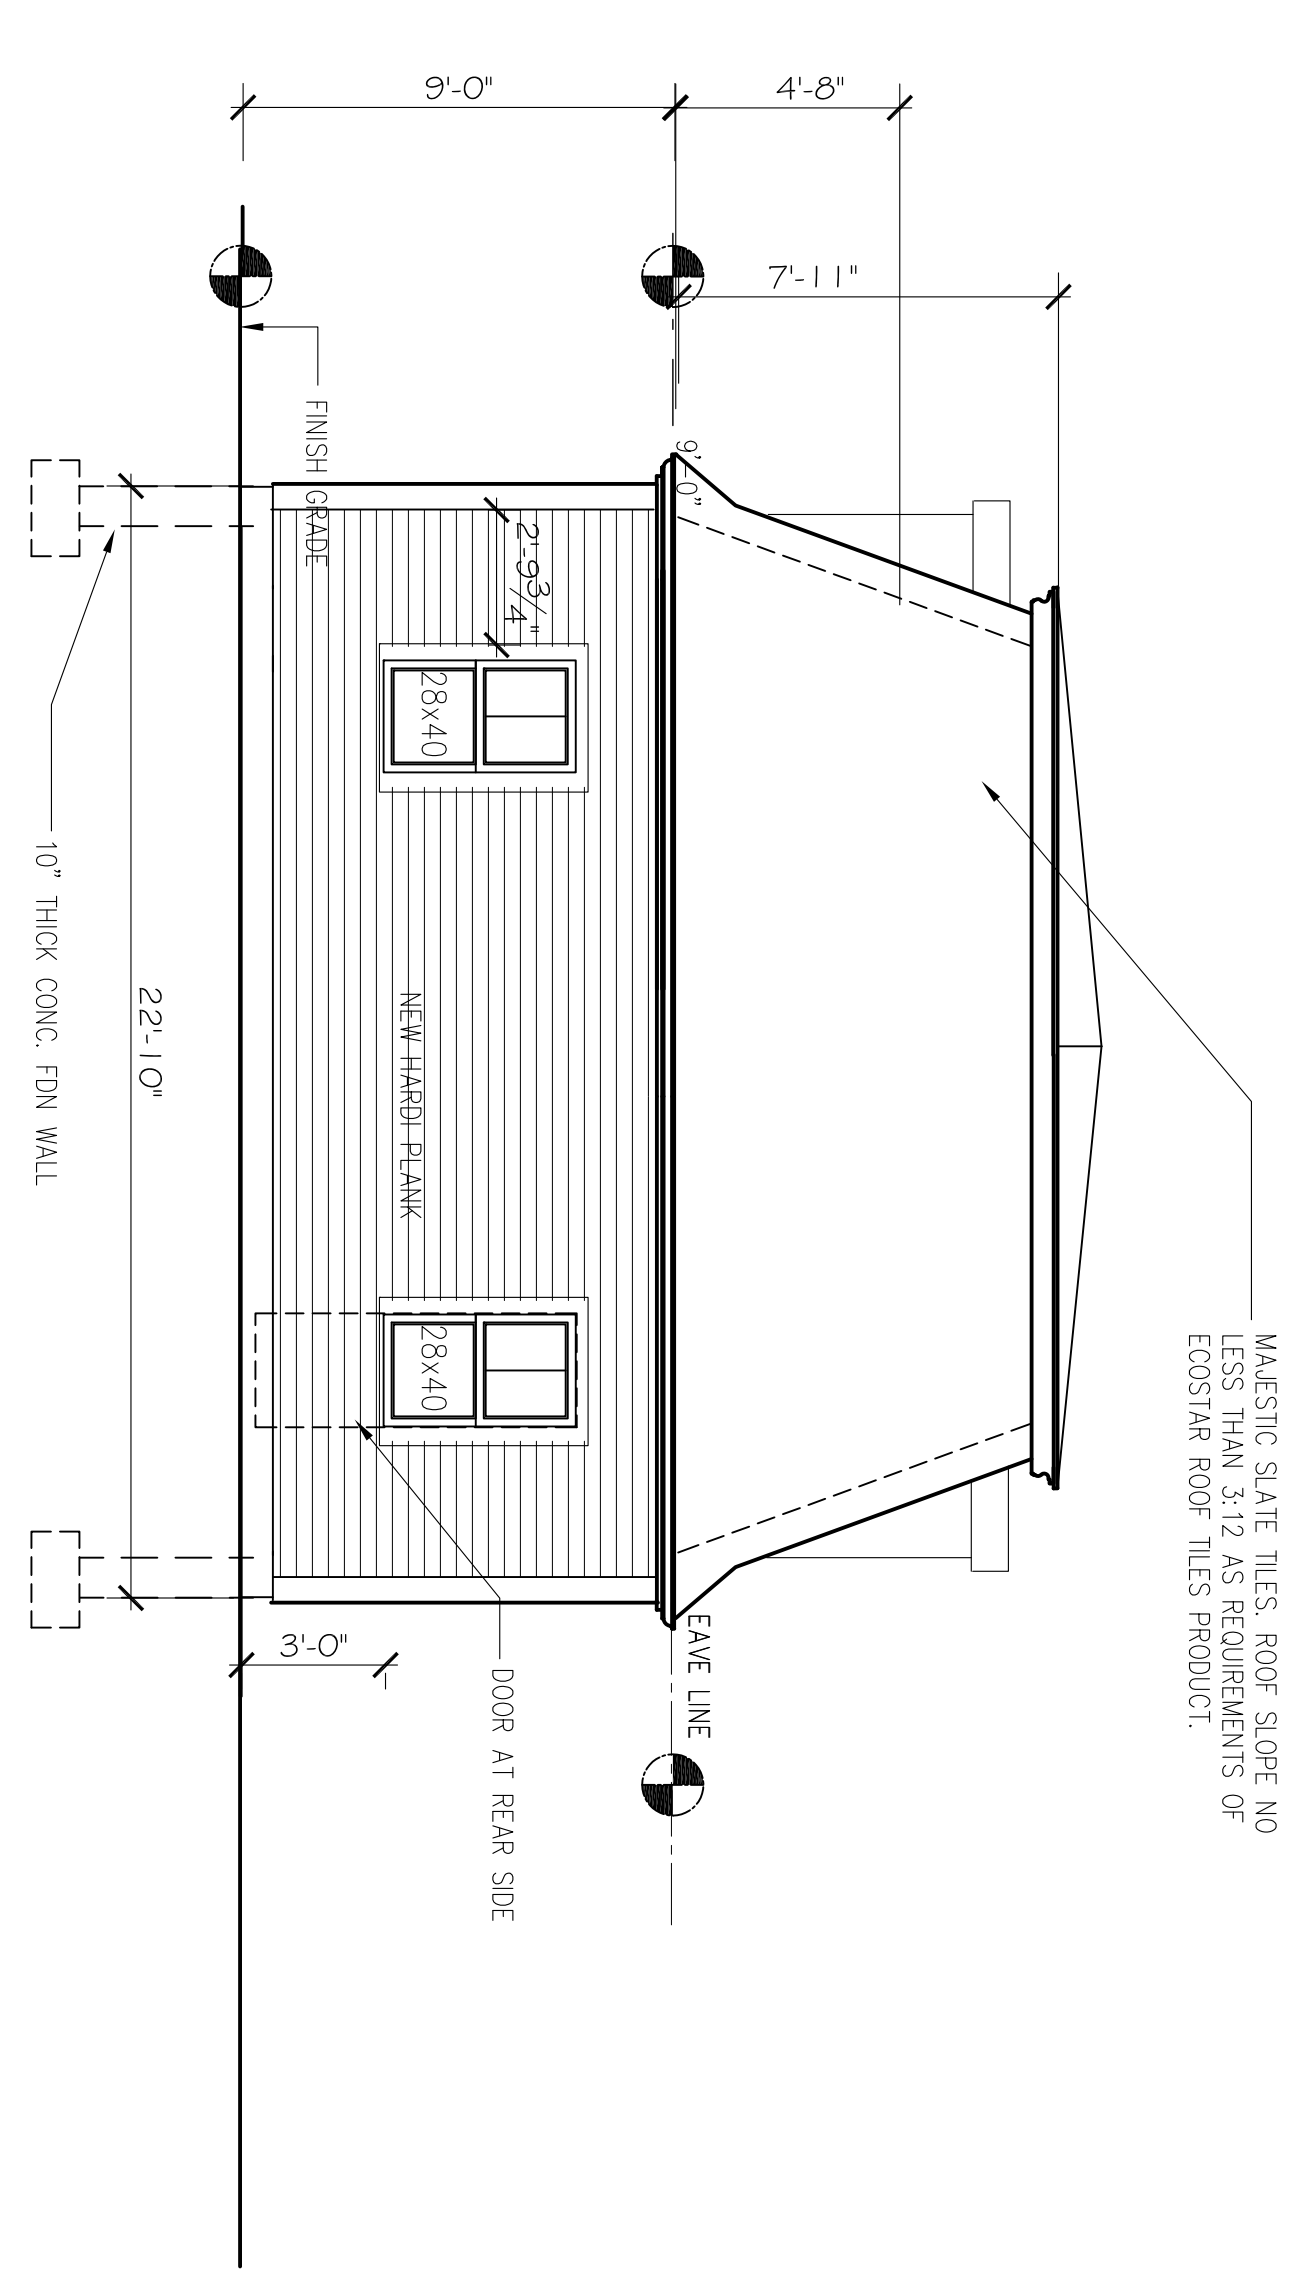 MAJESTIC SLATE TILES. ROOF SLOPE NO
LESS THAN 3:12 AS REQUIREMENTS OF
ECOSTAR ROOF TILES PRODUCT.
7'-11"
4'-8"
9'-0"
EAVE LINE
9'-0"
2'-93/4"
28x40
28x40
NEW HARDI PLANK
DOOR AT REAR SIDE
FINISH GRADE
3'-0"
22'-10"
10" THICK CONC. FDN WALL